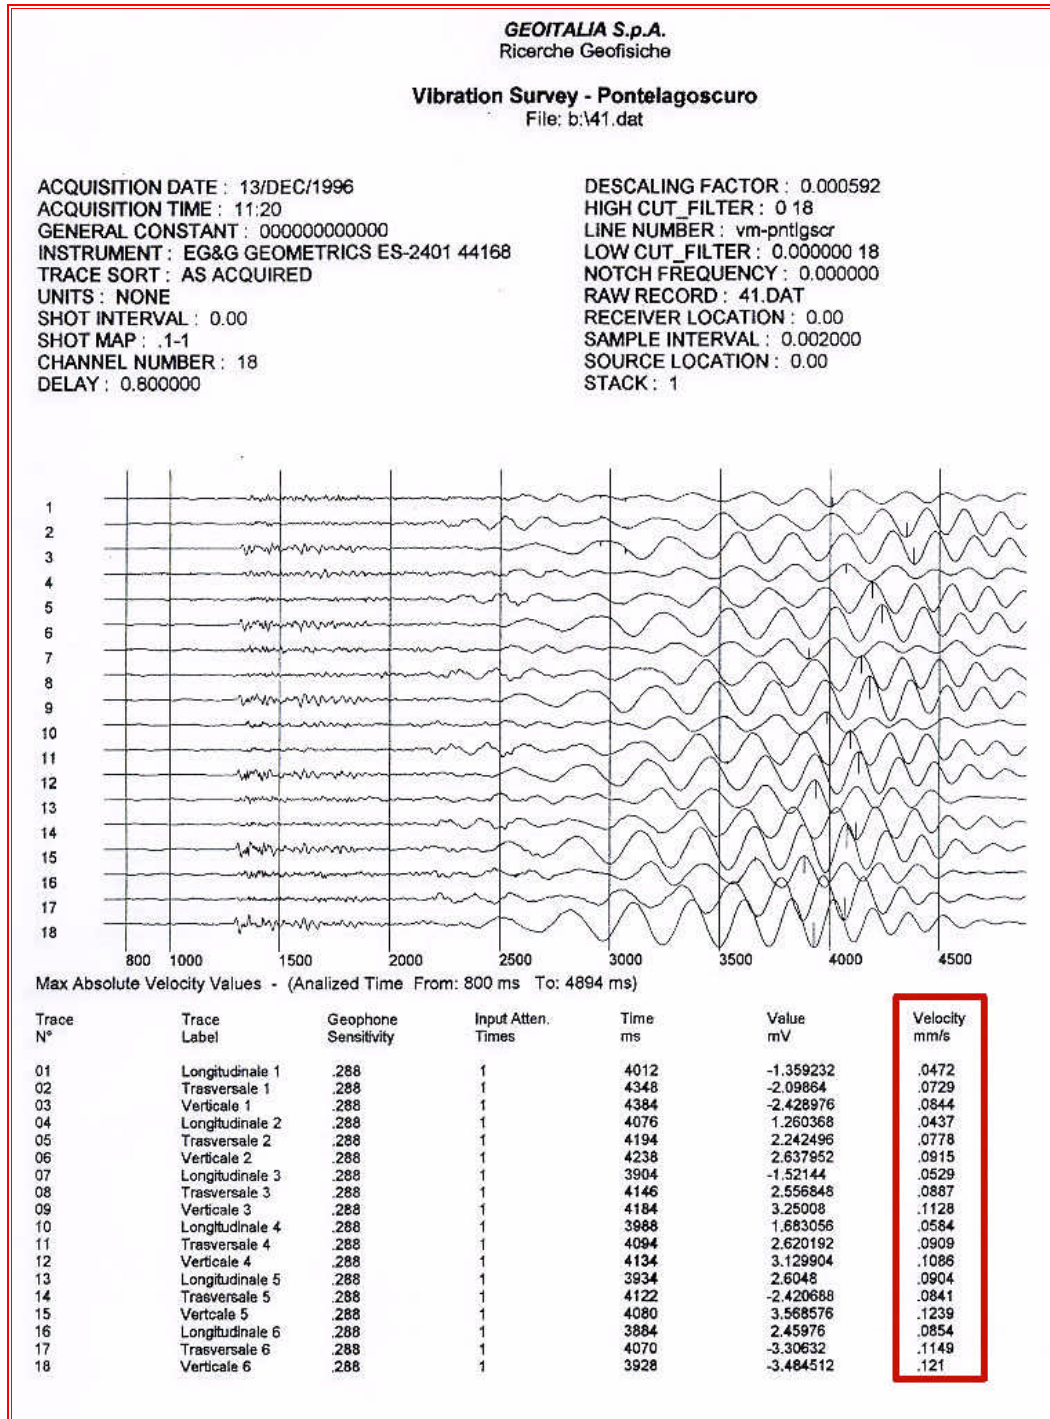 GEOITALIA S.p.A.
Ricerche Geofisiche
Vibration Survey - Pontelagoscuro
File: b:\41.dat
ACQUISITION DATE : 13/DEC/1996
ACQUISITION TIME : 11:20
GENERAL CONSTANT : 000000000000
INSTRUMENT : EG&G GEOMETRICS ES-2401 44168
TRACE SORT : AS ACQUIRED
UNITS : NONE
SHOT INTERVAL : 0.00
SHOT MAP : .1-1
CHANNEL NUMBER : 18
DELAY : 0.800000
DESCALING FACTOR : 0.000592
HIGH CUT_FILTER : 0 18
LINE NUMBER : vm-pntlgscr
LOW CUT_FILTER : 0.000000 18
NOTCH FREQUENCY : 0.000000
RAW RECORD : 41.DAT
RECEIVER LOCATION : 0.00
SAMPLE INTERVAL : 0.002000
SOURCE LOCATION : 0.00
STACK : 1
1
2
3
4
5
6
7
8
9
10
11
12
13
14
15
16
17
18
800 1000 1500 2000 2500 3000 3500 4000 4500
Max Absolute Velocity Values - (Analized Time From: 800 ms To: 4894 ms)
Trace Trace Geophone Input Atten. Time Value Velocity
N° Label Sensitivity Times ms mV mm/s
01 Longitudinale 1 .288 1 4012 -1.359232 .0472
02 Trasversale 1 .288 1 4348 -2.09864 .0729
03 Verticale 1 .288 1 4384 -2.428976 .0844
04 Longitudinale 2 .288 1 4076 1.260368 .0437
05 Trasversale 2 .288 1 4194 2.242496 .0778
06 Verticale 2 .288 1 4238 2.637952 .0915
07 Longitudinale 3 .288 1 3904 -1.52144 .0529
08 Trasversale 3 .288 1 4146 2.556848 .0887
09 Verticale 3 .288 1 4184 3.25008 .1128
10 Longitudinale 4 .288 1 3988 1.683056 .0584
11 Trasversale 4 .288 1 4094 2.620192 .0909
12 Verticale 4 .288 1 4134 3.129904 .1086
13 Longitudinale 5 .288 1 3934 2.6048 .0904
14 Trasversale 5 .288 1 4122 -2.420688 .0841
15 Vertcale 5 .288 1 4080 3.568576 .1239
16 Longitudinale 6 .288 1 3884 2.45976 .0854
17 Trasversale 6 .288 1 4070 -3.30632 .1149
18 Verticale 6 .288 1 3928 -3.484512 .121